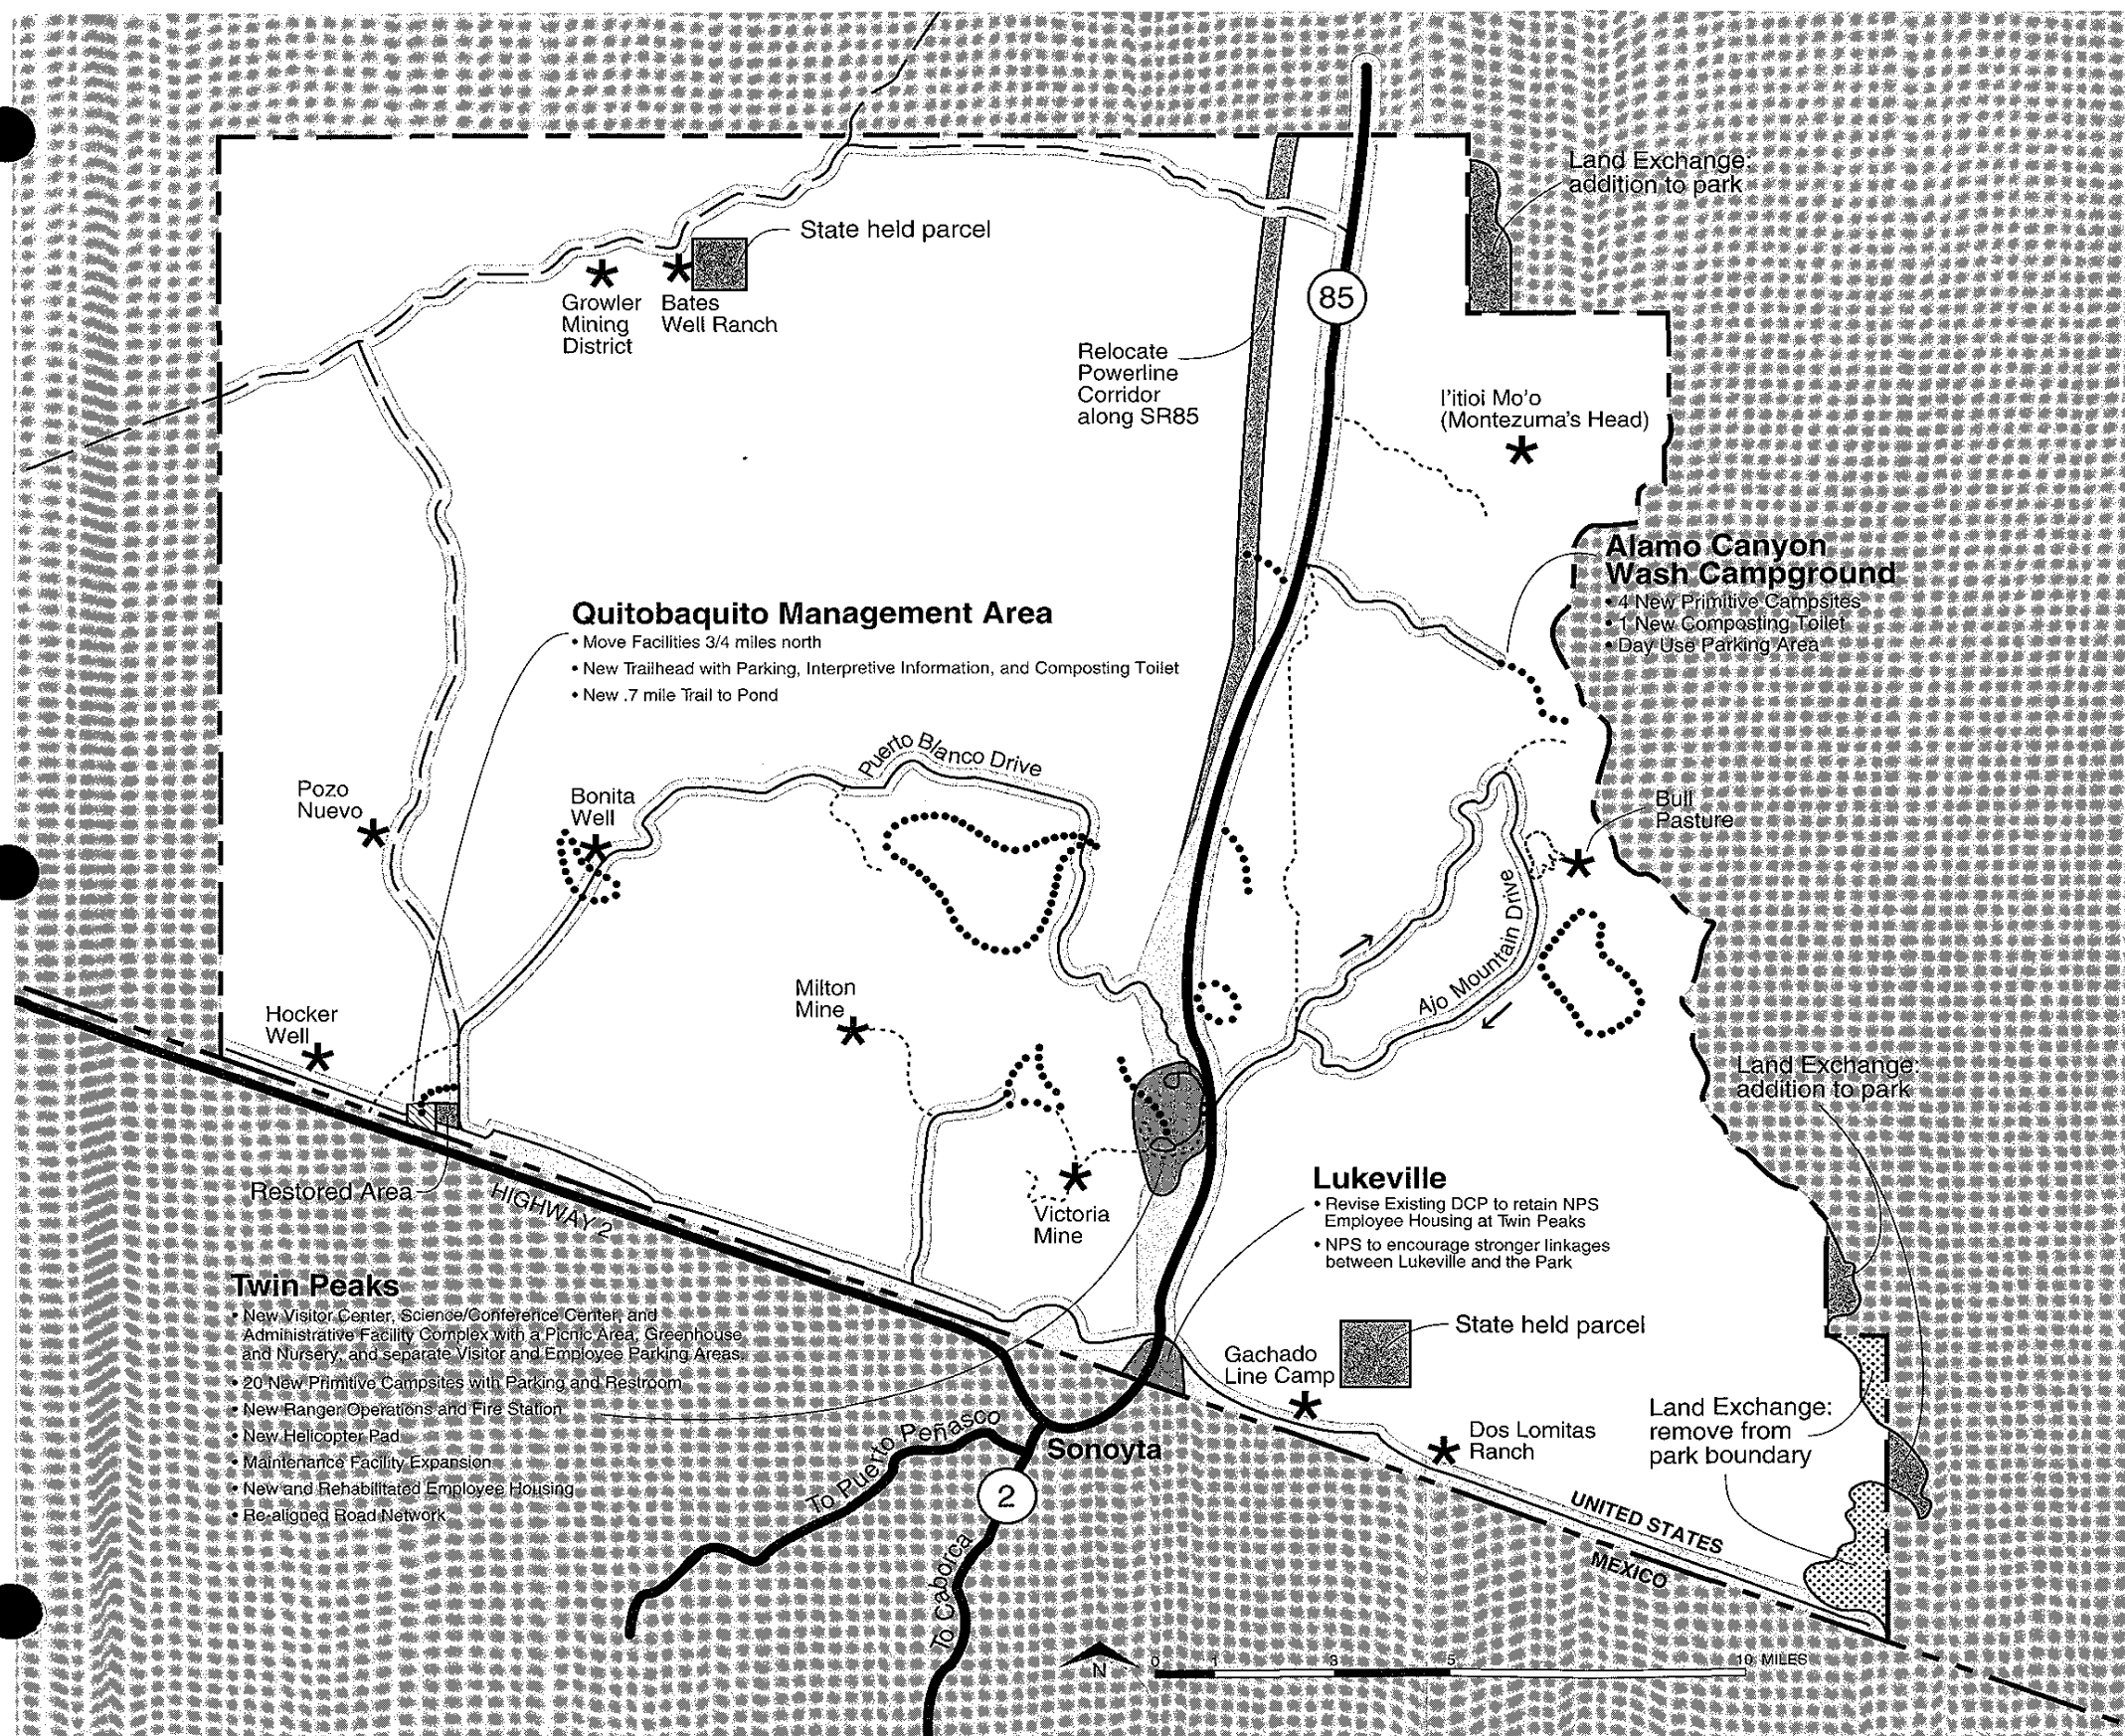 Land Exchange:
addition to park
State held parcel
85
Growler
Mining
District
Bates
Well Ranch
Relocate
Powerline
Corridor
along SR85
I'itioi Mo'o
(Montezuma's Head)
Alamo Canyon
Wash Campground
• 4 New Primitive Campsites
• 1 New Composting Toilet
• Day Use Parking Area
Quitobaquito Management Area
• Move Facilities 3/4 miles north
• New Trailhead with Parking, Interpretive Information, and Composting Toilet
• New .7 mile Trail to Pond
Puerto Blanco Drive
Pozo
Nuevo
Bonita
Well
Bull
Pasture
Ajo Mountain Drive
Milton
Mine
Hocker
Well
Land Exchange:
addition to park
Restored Area
HIGHWAY 2
Victoria
Mine
Lukeville
• Revise Existing DCP to retain NPS
Employee Housing at Twin Peaks
• NPS to encourage stronger linkages
between Lukeville and the Park
Twin Peaks
• New Visitor Center, Science/Conference Center, and
Administrative Facility Complex with a Picnic Area, Greenhouse
and Nursery, and separate Visitor and Employee Parking Areas.
• 20 New Primitive Campsites with Parking and Restroom
• New Ranger Operations and Fire Station
• New Helicopter Pad
• Maintenance Facility Expansion
• New and Rehabilitated Employee Housing
• Re-aligned Road Network
State held parcel
Gachado
Line Camp
Dos Lomitas
Ranch
Land Exchange:
remove from
park boundary
To Puerto Peñasco
Sonoyta
2
To Caborca
UNITED STATES
MEXICO
N
0 1 3 5 10 MILES